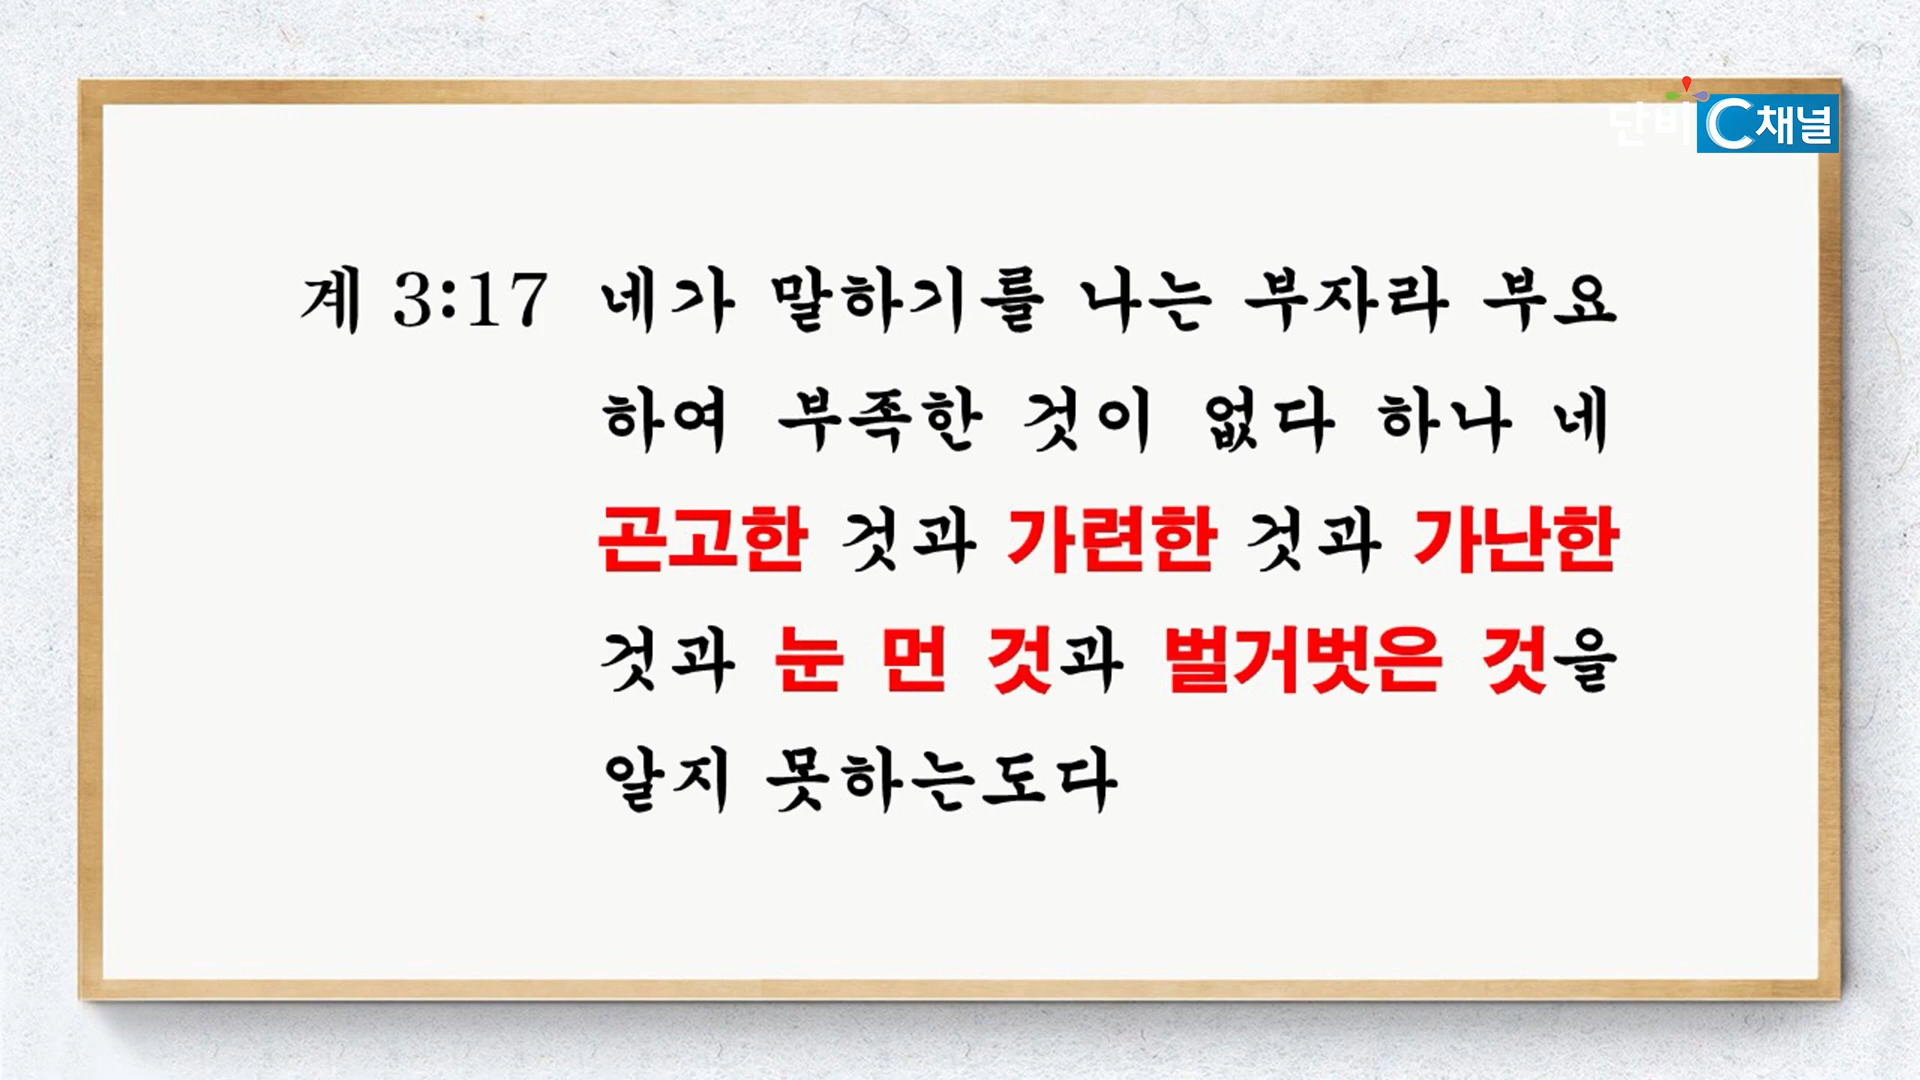 단비 C채널
계 3:17 네가 말하기를 나는 부자라 부요
하여 부족한 것이 없다 하나 네
곤고한 것과 가련한 것과 가난한
것과 눈 먼 것과 벌거벗은 것을
알지 못하는도다